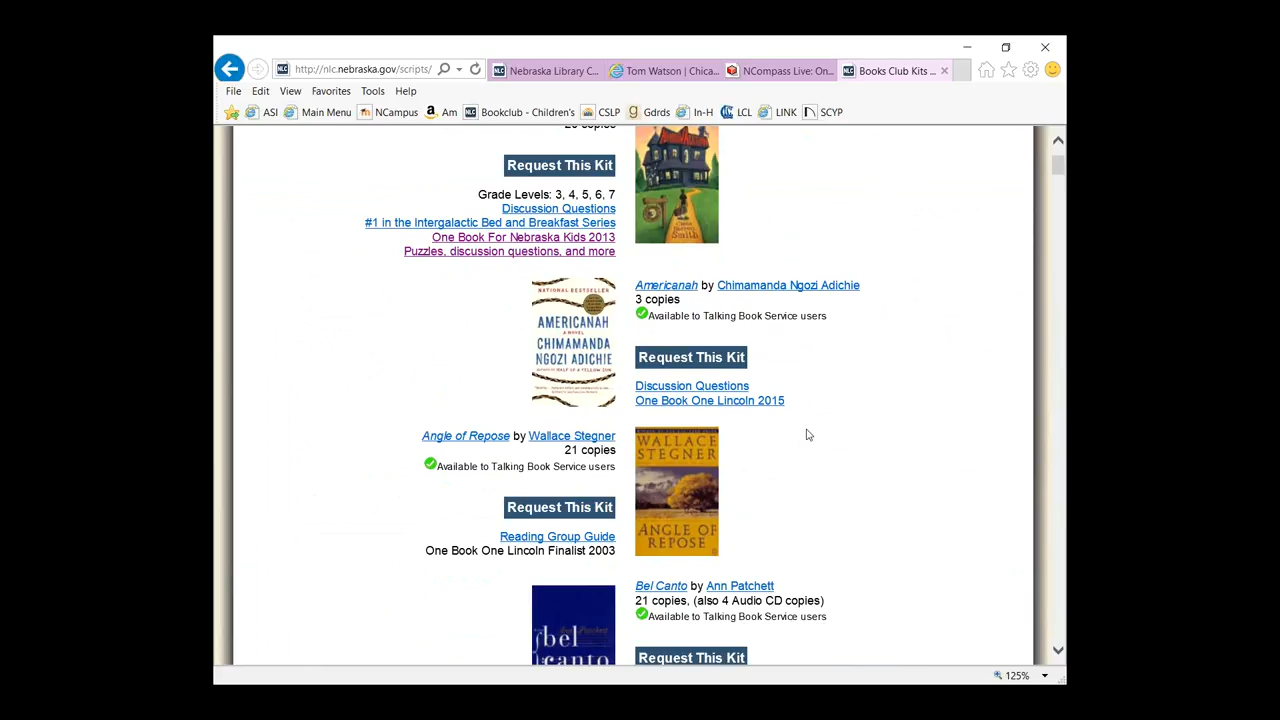 http://nlc.nebraska.gov/scripts/
Nebraska Library C...
Tom Watson | Chica...
NCompass Live: On...
Books Club Kits ...
File Edit View Favorites Tools Help
ASI Main Menu NCampus Am Bookclub - Children's CSLP Gdrds In-H LCL LINK SCYP
20 copies
Request This Kit
Grade Levels: 3, 4, 5, 6, 7
Discussion Questions
#1 in the Intergalactic Bed and Breakfast Series
One Book For Nebraska Kids 2013
Puzzles, discussion questions, and more
Smith
NATIONAL BESTSELLER
AMERICANAH
A NOVEL
CHIMAMANDA
NGOZI ADICHIE
Americanah by Chimamanda Ngozi Adichie
3 copies
Available to Talking Book Service users
Request This Kit
Discussion Questions
One Book One Lincoln 2015
Angle of Repose by Wallace Stegner
21 copies
Available to Talking Book Service users
Request This Kit
Reading Group Guide
One Book One Lincoln Finalist 2003
WALLACE
STEGNER
ANGLE OF
REPOSE
bel
canto
Bel Canto by Ann Patchett
21 copies, (also 4 Audio CD copies)
Available to Talking Book Service users
Request This Kit
125%